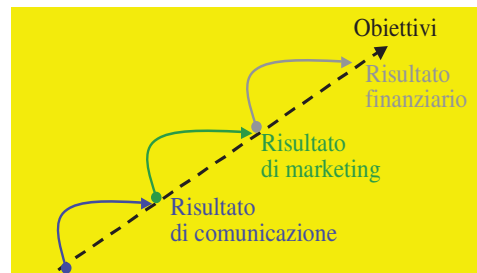 Obiettivi
Risultato
finanziario
Risultato
di marketing
Risultato
di comunicazione